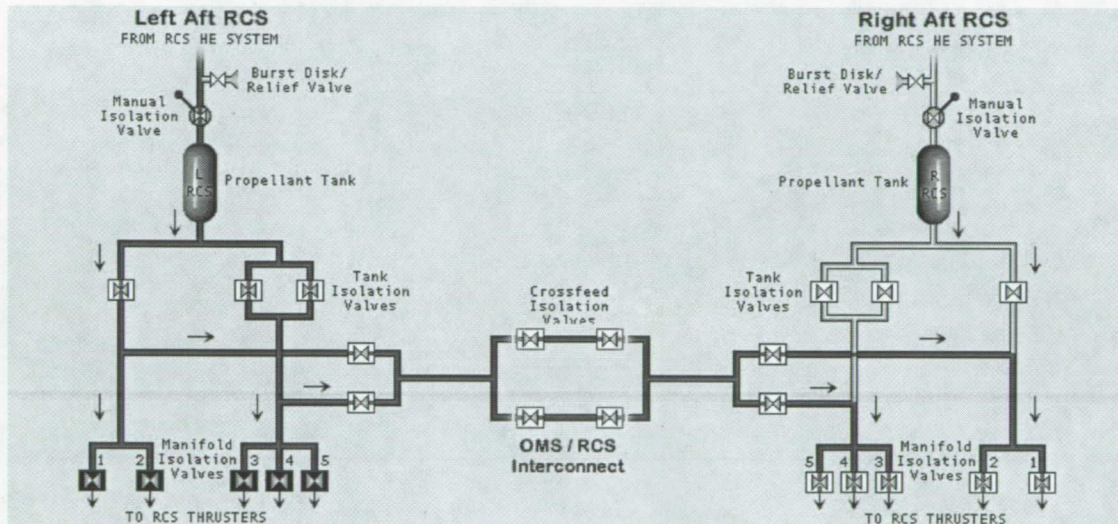 Left Aft RCS
FROM RCS HE SYSTEM
Burst Disk/
Relief Valve
Manual
Isolation
Valve
L
RCS
Propellant Tank
Tank
Isolation
Valves
Crossfeed
Isolation
Valves
OMS / RCS
Interconnect
1
2
Manifold
Isolation
Valves
3
4
5
TO RCS THRUSTERS
Right Aft RCS
FROM RCS HE SYSTEM
Burst Disk/
Relief Valve
Manual
Isolation
Valve
R
RCS
Propellant Tank
Tank
Isolation
Valves
5
4
3
Manifold
Isolation
Valves
2
1
TO RCS THRUSTERS